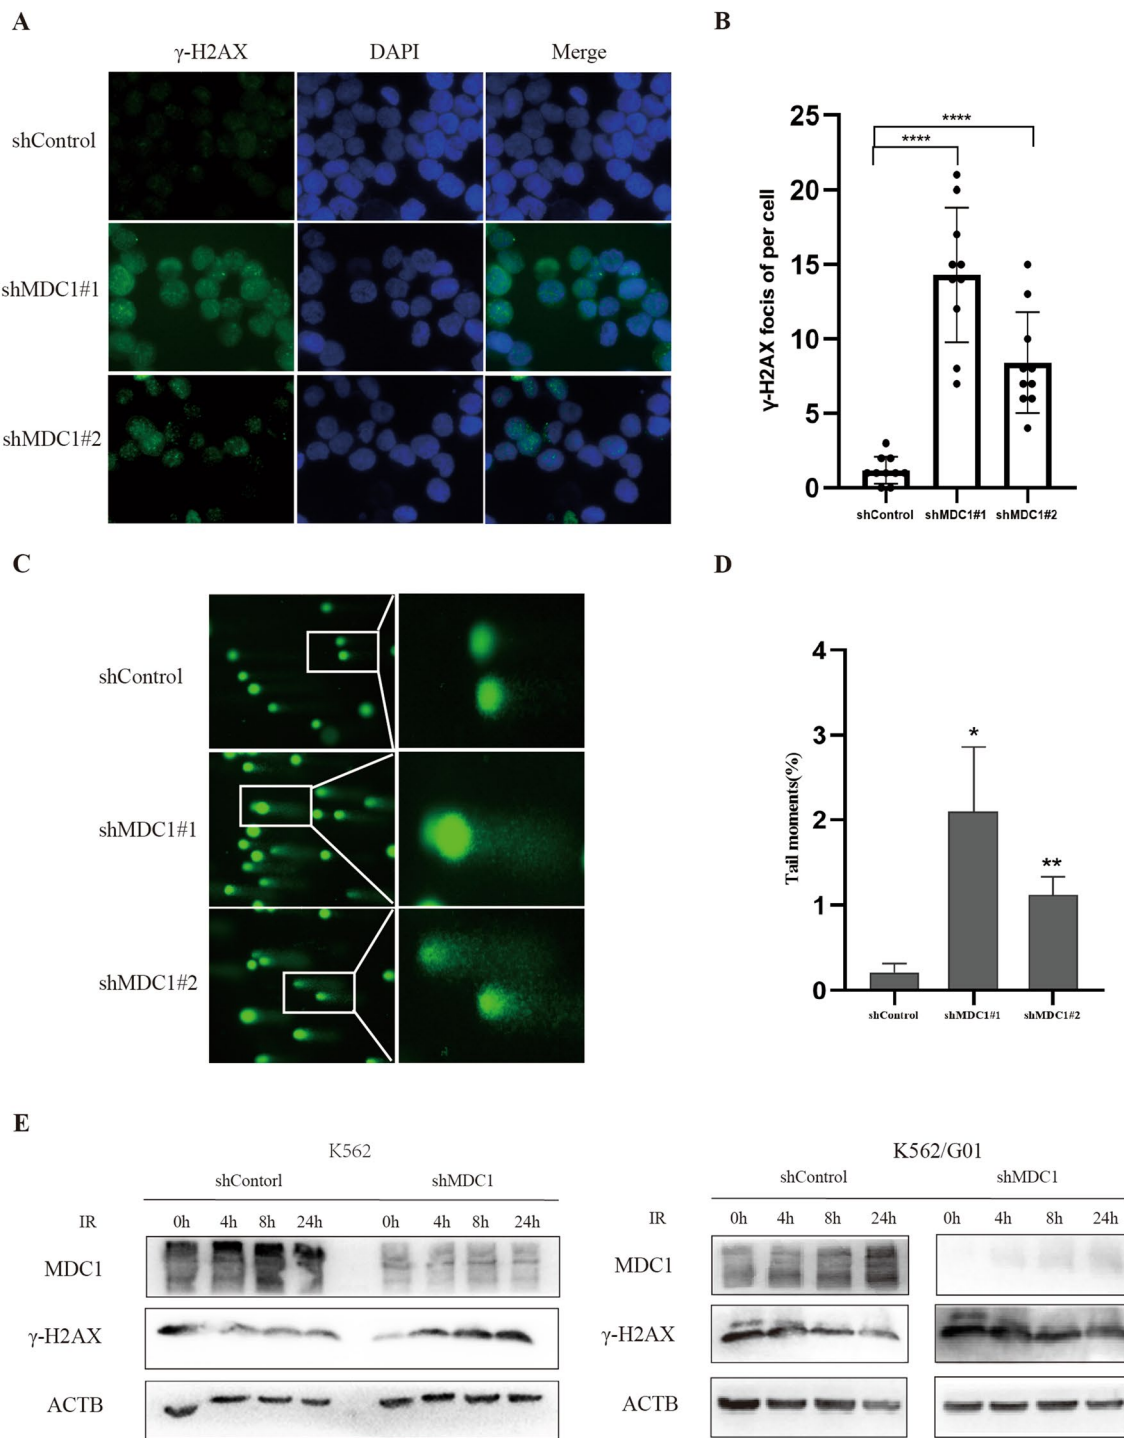 A
γ-H2AX DAPI Merge
shControl
shMDC1#1
shMDC1#2
B
γ-H2AX focis of per cell
25
20
15
10
5
0
****
****
shControl shMDC1#1 shMDC1#2
C
shControl
shMDC1#1
shMDC1#2
D
Tail moments(%)
4
3
2
1
0
*
**
shControl shMDC1#1 shMDC1#2
E
K562
shContorl shMDC1
IR 0h 4h 8h 24h 0h 4h 8h 24h
MDC1
γ-H2AX
ACTB
K562/G01
shControl shMDC1
IR 0h 4h 8h 24h 0h 4h 8h 24h
MDC1
γ-H2AX
ACTB